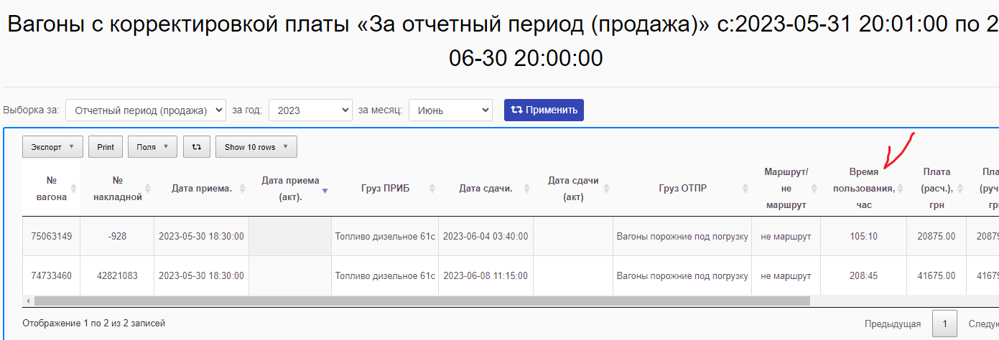 Вагоны с корректировкой платы «За отчетный период (продажа)» с:2023-05-31 20:01:00 по 2
06-30 20:00:00
Выборка за: Отчетный период (продажа) за год: 2023 за месяц: Июнь Применить
Экспорт Print Поля Show 10 rows
№ вагона № накладной Дата приема. Дата приема (акт). Груз ПРИБ Дата сдачи. Дата сдачи (акт) Груз ОТПР Маршрут/ не маршрут Время пользования, час Плата (расч.), грн
75063149 -928 2023-05-30 18:30:00 Топливо дизельное 61с 2023-06-04 03:40:00 Вагоны порожние под погрузку не маршрут 105:10 20875.00 2087
74733460 42821083 2023-05-30 18:30:00 Топливо дизельное 61с 2023-06-08 11:15:00 Вагоны порожние под погрузку не маршрут 208:45 41675.00 4167
Отображение 1 по 2 из 2 записей
Предыдущая 1 Следую